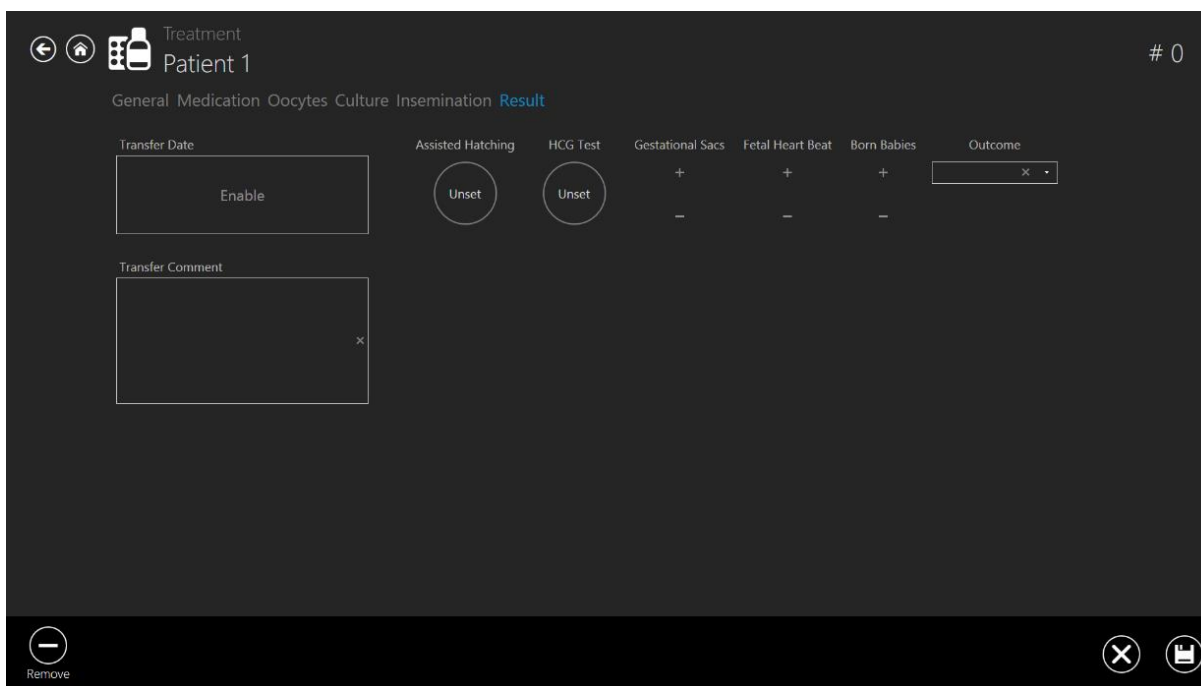 Treatment
Patient 1
# 0
General Medication Oocytes Culture Insemination Result
Transfer Date
Assisted Hatching
HCG Test
Gestational Sacs
Fetal Heart Beat
Born Babies
Outcome
Enable
Unset
Unset
+
+
+
×
−
−
−
Transfer Comment
×
Remove